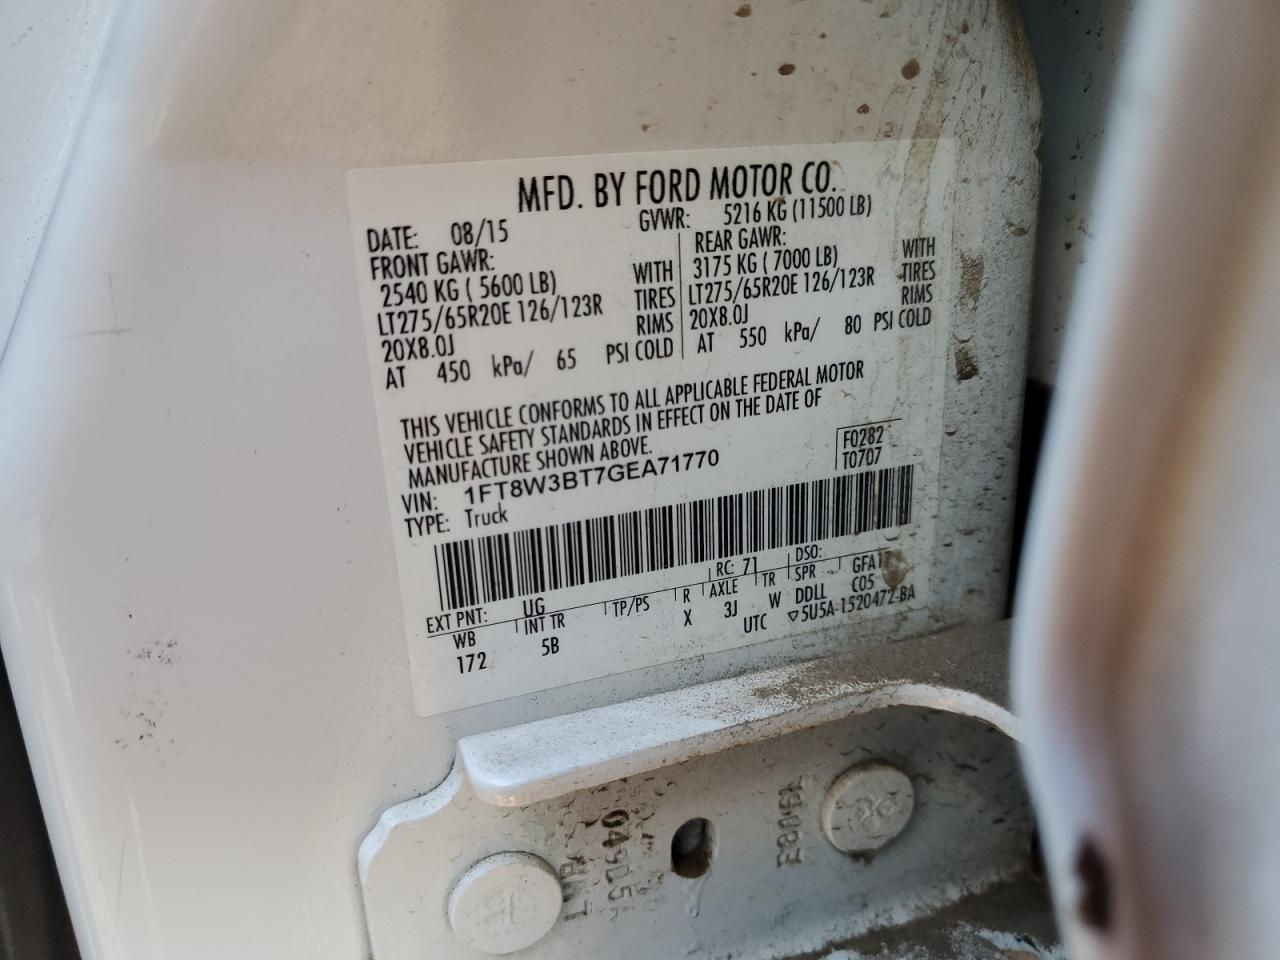 MFD. BY FORD MOTOR CO.
DATE: 08/15 GVWR: 5216 KG (11500 LB)
FRONT GAWR: REAR GAWR:
2540 KG ( 5600 LB) WITH 3175 KG ( 7000 LB) WITH
LT275/65R20E 126/123R TIRES LT275/65R20E 126/123R TIRES
20X8.0J RIMS 20X8.0J RIMS
AT 450 kPa/ 65 PSI COLD AT 550 kPa/ 80 PSI COLD
THIS VEHICLE CONFORMS TO ALL APPLICABLE FEDERAL MOTOR
VEHICLE SAFETY STANDARDS IN EFFECT ON THE DATE OF
MANUFACTURE SHOWN ABOVE.
F0282
VIN: 1FT8W3BT7GEA71770 T0707
TYPE: Truck
RC: 71 DSO:
EXT PNT: UG
WB INT TR TP/PS R AXLE TR SPR
172 5B X 3J W DDLL C05
UTC ▽5U5A-1520472-BA